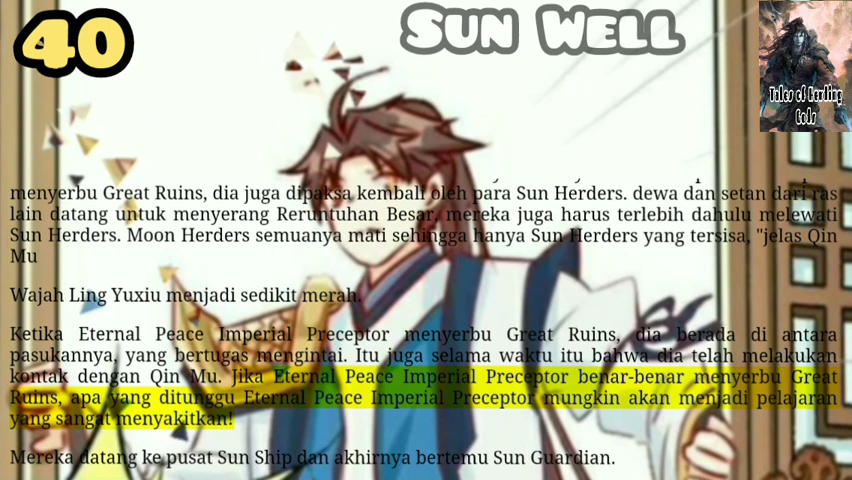 40
Sun Well
Tales of Herding
Gods
menyerbu Great Ruins, dia juga dipaksa kembali oleh para Sun Herders. dewa dan setan dari ras
lain datang untuk menyerang Reruntuhan Besar, mereka juga harus terlebih dahulu melewati
Sun Herders. Moon Herders semuanya mati sehingga hanya Sun Herders yang tersisa, "jelas Qin
Mu
Wajah Ling Yuxiu menjadi sedikit merah.
Ketika Eternal Peace Imperial Preceptor menyerbu Great Ruins, dia berada di antara
pasukannya, yang bertugas mengintai. Itu juga selama waktu itu bahwa dia telah melakukan
kontak dengan Qin Mu. Jika Eternal Peace Imperial Preceptor benar-benar menyerbu Great
Ruins, apa yang ditunggu Eternal Peace Imperial Preceptor mungkin akan menjadi pelajaran
yang sangat menyakitkan!
Mereka datang ke pusat Sun Ship dan akhirnya bertemu Sun Guardian.